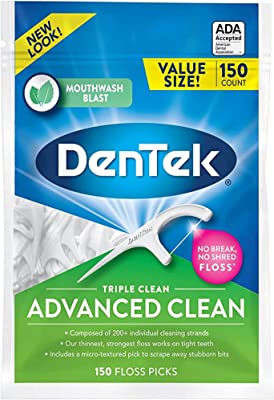 NEW LOOK!
ADA
Accepted
American
Dental
Association
MOUTHWASH
BLAST
VALUE
SIZE!
150
COUNT
DenTek®
DenTek
NO BREAK,
NO SHRED
FLOSS*
TRIPLE CLEAN
ADVANCED CLEAN
• Composed of 200+ individual cleaning strands
• Our thinnest, strongest floss works on tight teeth
• Includes a micro-textured pick to scrape away stubborn bits
150 FLOSS PICKS